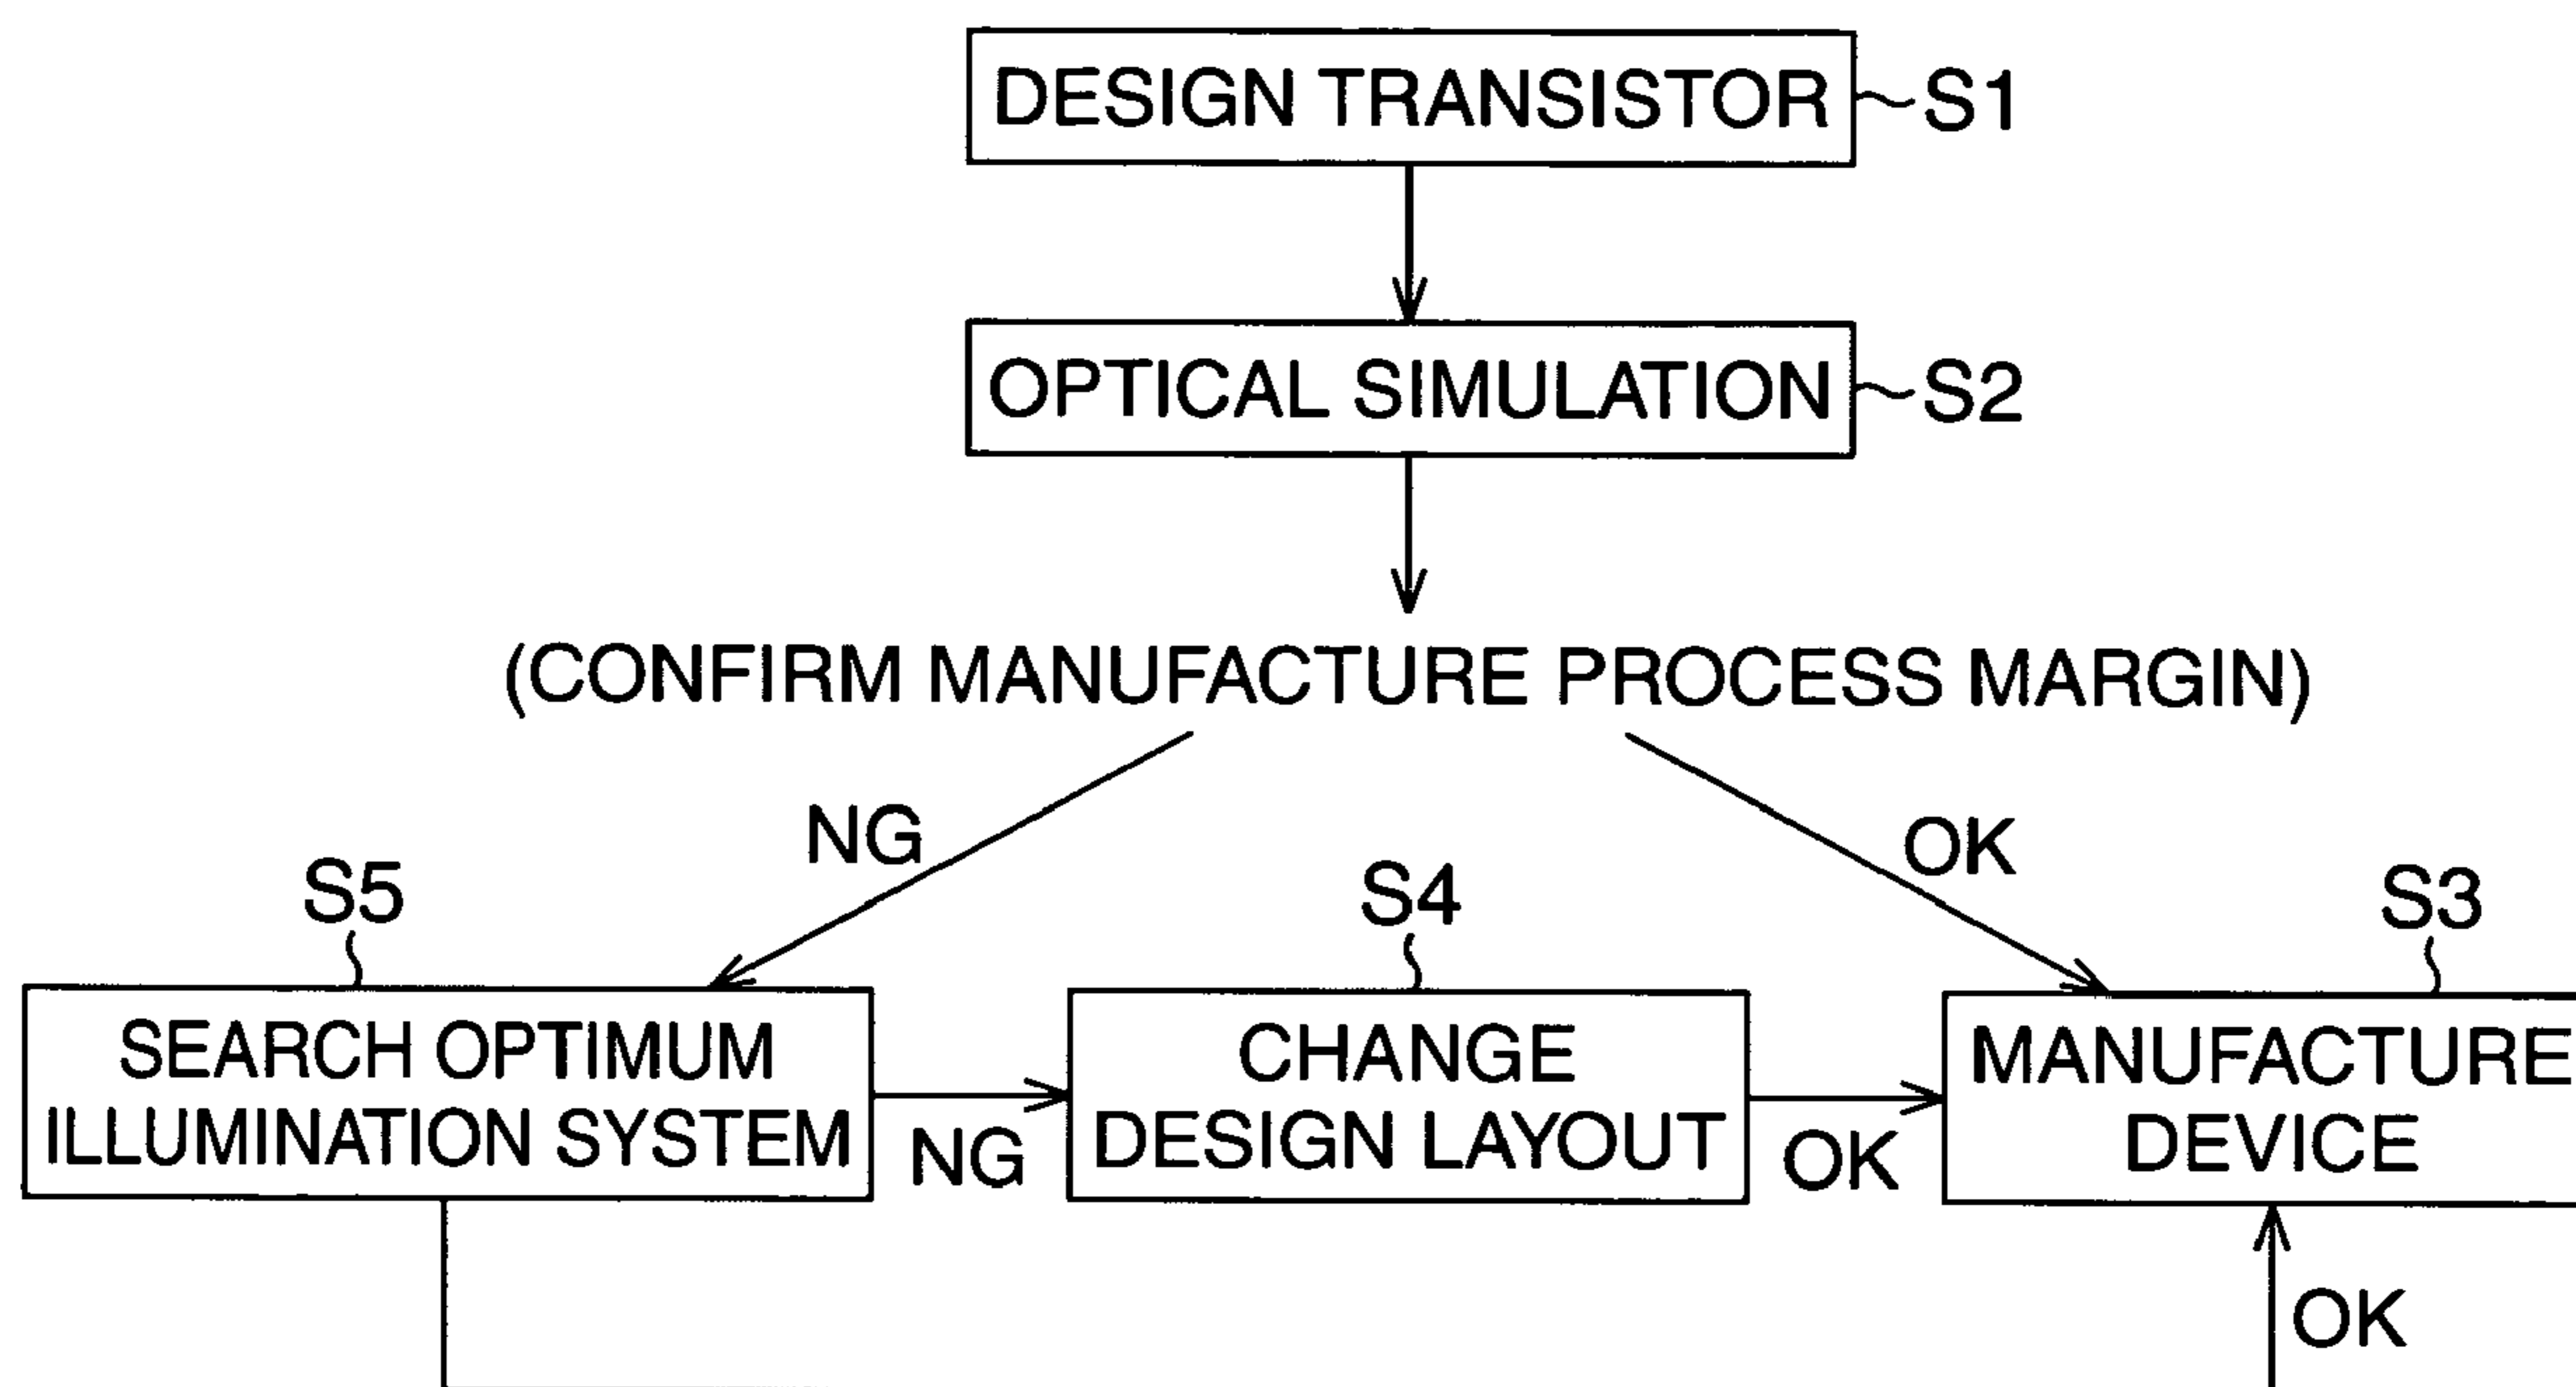 DESIGN TRANSISTOR
S1
OPTICAL SIMULATION
S2
(CONFIRM MANUFACTURE PROCESS MARGIN)
NG
OK
S5
S4
S3
SEARCH OPTIMUM
ILLUMINATION SYSTEM
NG
CHANGE
DESIGN LAYOUT
OK
MANUFACTURE
DEVICE
OK